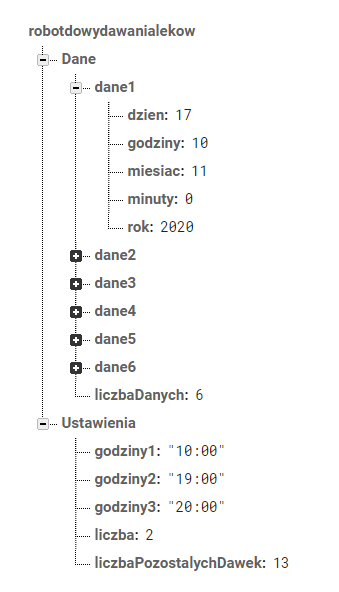 robotdowydawanialekow
Dane
dane1
dzien: 17
godziny: 10
miesiac: 11
minuty: 0
rok: 2020
dane2
dane3
dane4
dane5
dane6
liczbaDanych: 6
Ustawienia
godziny1: "10:00"
godziny2: "19:00"
godziny3: "20:00"
liczba: 2
liczbaPozostalychDawek: 13